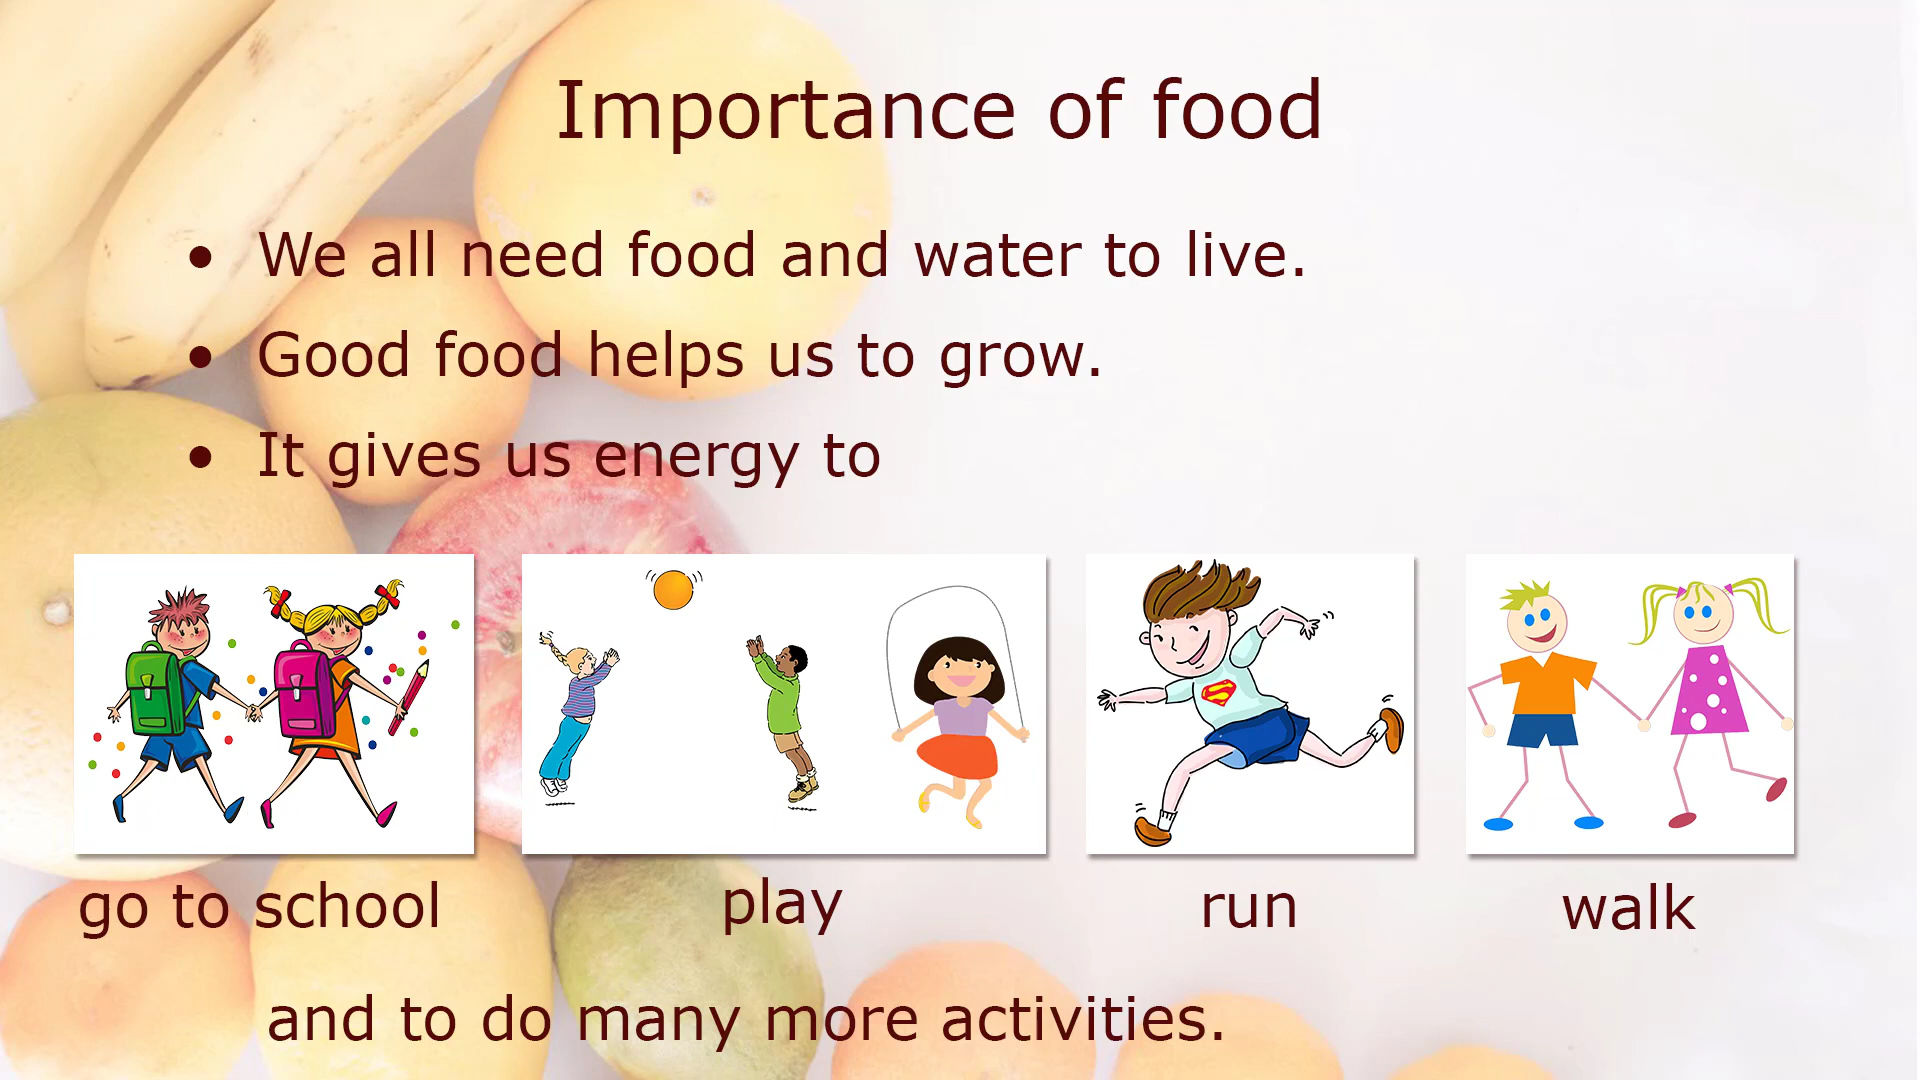 Importance of food
• We all need food and water to live.
• Good food helps us to grow.
• It gives us energy to
go to school play run walk
and to do many more activities.